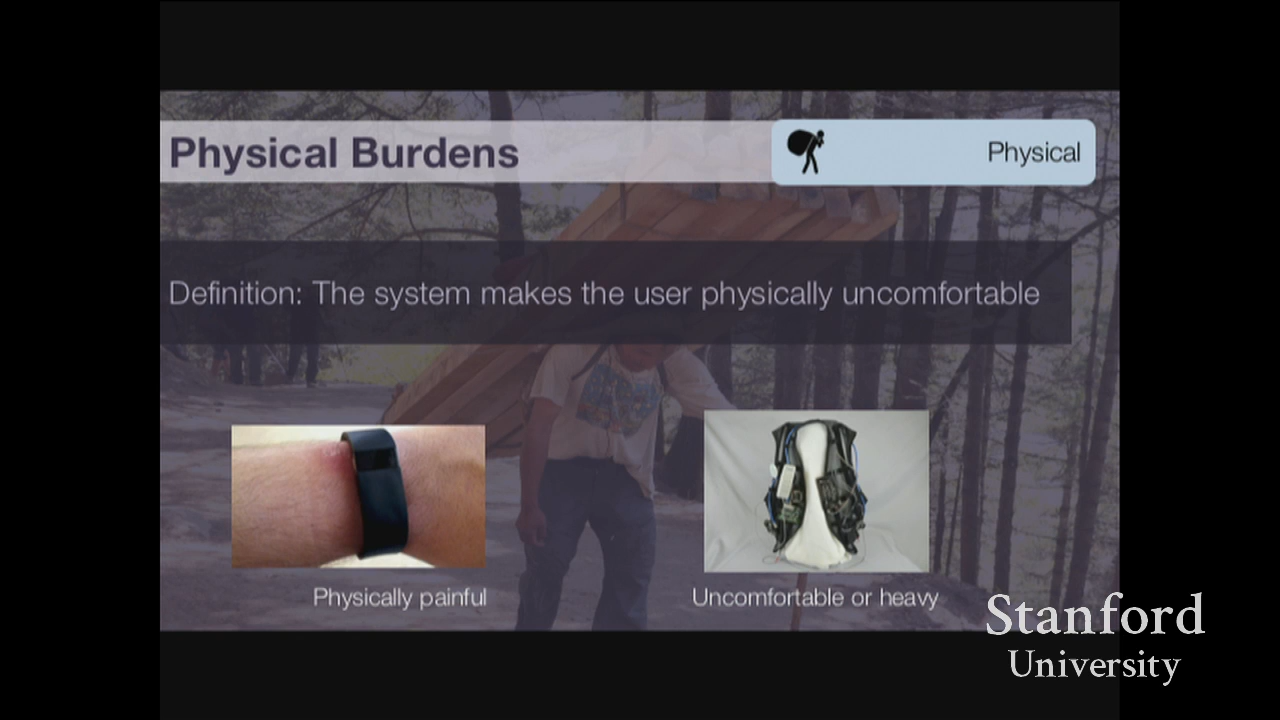 Physical Burdens
Physical
Definition: The system makes the user physically uncomfortable
Physically painful
Uncomfortable or heavy
Stanford
University